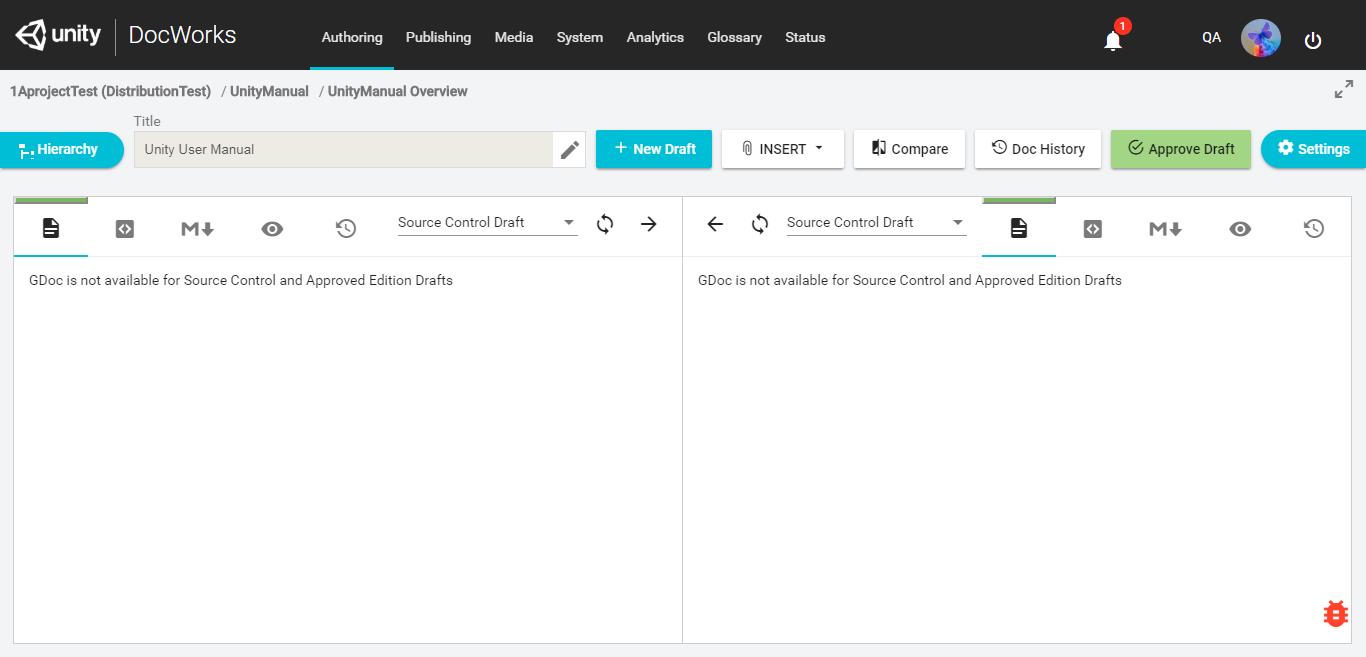 unity DocWorks Authoring Publishing Media System Analytics Glossary Status 1 QA
1AprojectTest (DistributionTest) / UnityManual / UnityManual Overview
Title
Hierarchy Unity User Manual + New Draft INSERT Compare Doc History Approve Draft Settings
M Source Control Draft Source Control Draft M
GDoc is not available for Source Control and Approved Edition Drafts GDoc is not available for Source Control and Approved Edition Drafts